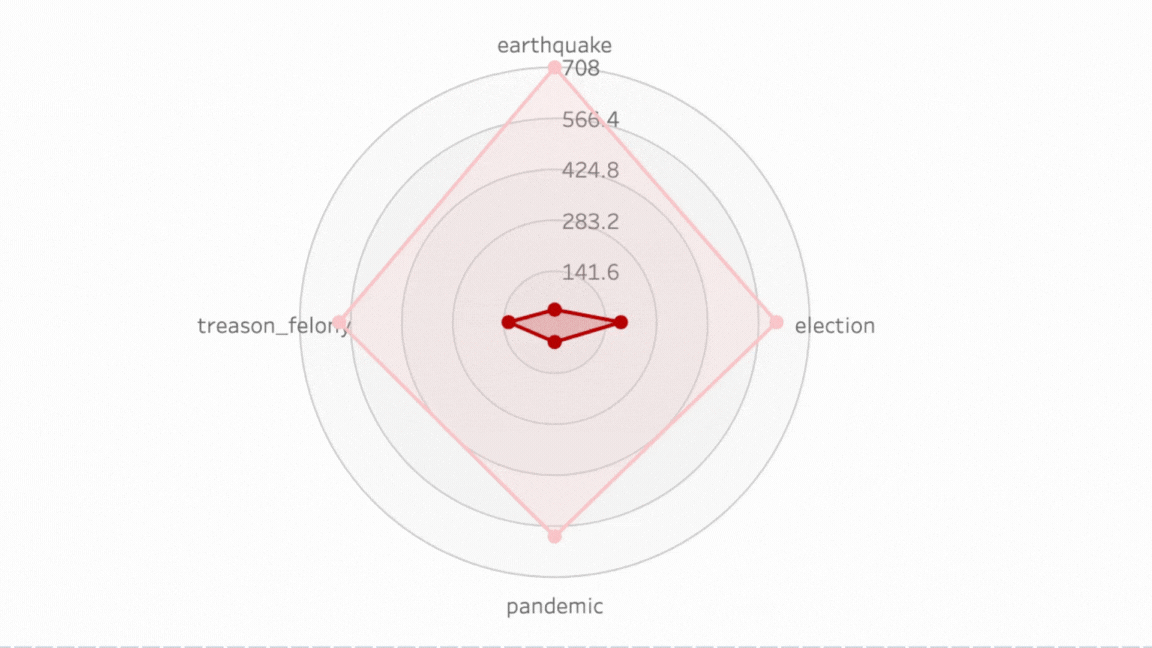 earthquake
708
566.4
424.8
283.2
141.6
treason_felony
election
pandemic